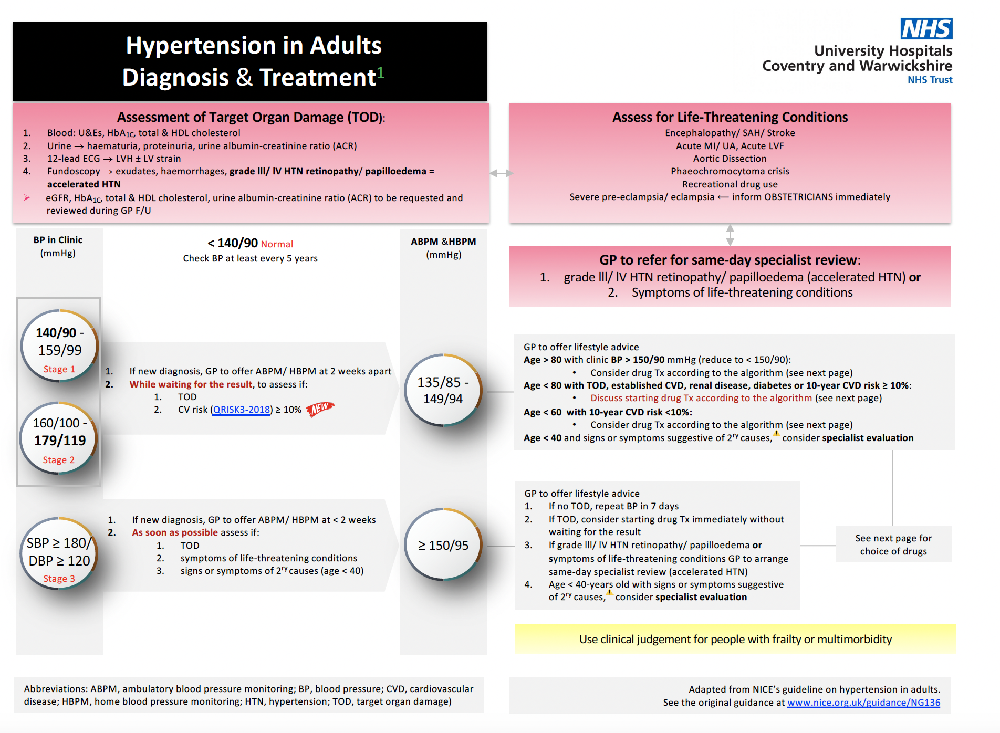 Hypertension in Adults
Diagnosis & Treatment1
NHS
University Hospitals
Coventry and Warwickshire
NHS Trust
Assessment of Target Organ Damage (TOD):
1. Blood: U&Es, HbA1C, total & HDL cholesterol
2. Urine → haematuria, proteinuria, urine albumin-creatinine ratio (ACR)
3. 12-lead ECG → LVH ± LV strain
4. Fundoscopy → exudates, haemorrhages, grade lll/ lV HTN retinopathy/ papilloedema =
accelerated HTN
➢ eGFR, HbA1C, total & HDL cholesterol, urine albumin-creatinine ratio (ACR) to be requested and
reviewed during GP F/U
Assess for Life-Threatening Conditions
Encephalopathy/ SAH/ Stroke
Acute MI/ UA, Acute LVF
Aortic Dissection
Phaeochromocytoma crisis
Recreational drug use
Severe pre-eclampsia/ eclampsia ⟵ inform OBSTETRICIANS immediately
GP to refer for same-day specialist review:
1. grade lll/ lV HTN retinopathy/ papilloedema (accelerated HTN) or
2. Symptoms of life-threatening conditions
BP in Clinic
(mmHg)
< 140/90 Normal
Check BP at least every 5 years
ABPM &HBPM
(mmHg)
140/90 -
159/99
Stage 1
160/100 -
179/119
Stage 2
1. If new diagnosis, GP to offer ABPM/ HBPM at 2 weeks apart
2. While waiting for the result, to assess if:
1. TOD
2. CV risk (QRISK3-2018) ≥ 10% NEW
135/85 -
149/94
GP to offer lifestyle advice
Age > 80 with clinic BP > 150/90 mmHg (reduce to < 150/90):
• Consider drug Tx according to the algorithm (see next page)
Age < 80 with TOD, established CVD, renal disease, diabetes or 10-year CVD risk ≥ 10%:
• Discuss starting drug Tx according to the algorithm (see next page)
Age < 60 with 10-year CVD risk <10%:
• Consider drug Tx according to the algorithm (see next page)
Age < 40 and signs or symptoms suggestive of 2ry causes, consider specialist evaluation
SBP ≥ 180/
DBP ≥ 120
Stage 3
1. If new diagnosis, GP to offer ABPM/ HBPM at < 2 weeks
2. As soon as possible assess if:
1. TOD
2. symptoms of life-threatening conditions
3. signs or symptoms of 2ry causes (age < 40)
≥ 150/95
GP to offer lifestyle advice
1. If no TOD, repeat BP in 7 days
2. If TOD, consider starting drug Tx immediately without
waiting for the result
3. If grade lll/ lV HTN retinopathy/ papilloedema or
symptoms of life-threatening conditions GP to arrange
same-day specialist review (accelerated HTN)
4. Age < 40-years old with signs or symptoms suggestive
of 2ry causes, consider specialist evaluation
See next page for
choice of drugs
Use clinical judgement for people with frailty or multimorbidity
Abbreviations: ABPM, ambulatory blood pressure monitoring; BP, blood pressure; CVD, cardiovascular
disease; HBPM, home blood pressure monitoring; HTN, hypertension; TOD, target organ damage)
Adapted from NICE’s guideline on hypertension in adults.
See the original guidance at www.nice.org.uk/guidance/NG136